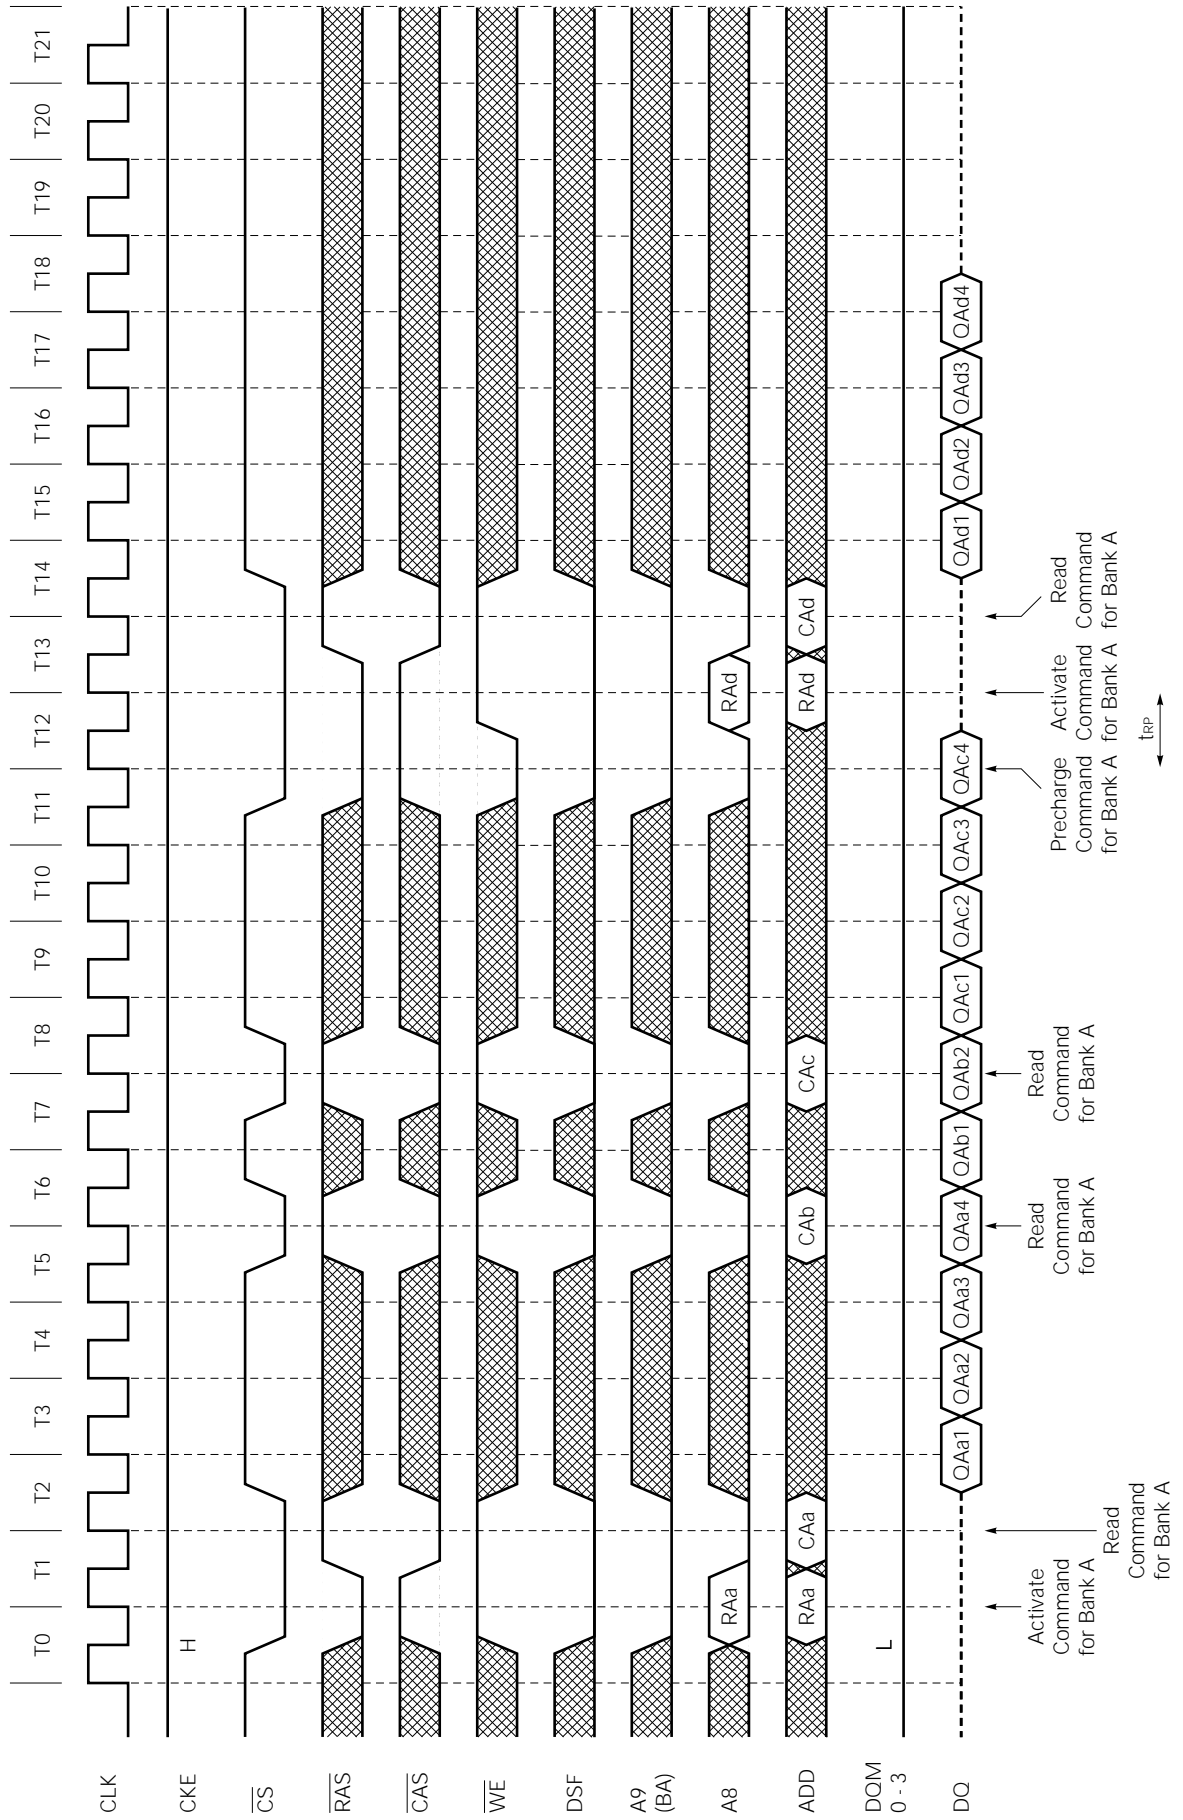 T0 T1 T2 T3 T4 T5 T6 T7 T8 T9 T10 T11 T12 T13 T14 T15 T16 T17 T18 T19 T20 T21
CLK
CKE
H
CS
RAS
CAS
WE
DSF
A9
(BA)
A8
RAa RAd
ADD
RAa CAa CAb CAc RAd CAd
DQM
0 - 3
L
DQ
QAa1 QAa2 QAa3 QAa4 QAb1 QAb2 QAc1 QAc2 QAc3 QAc4 QAd1 QAd2 QAd3 QAd4
Activate
Command
for Bank A
Read
Command
for Bank A
Read
Command
for Bank A
Read
Command
for Bank A
Precharge
Command
for Bank A
Activate
Command
for Bank A
Read
Command
for Bank A
tRP